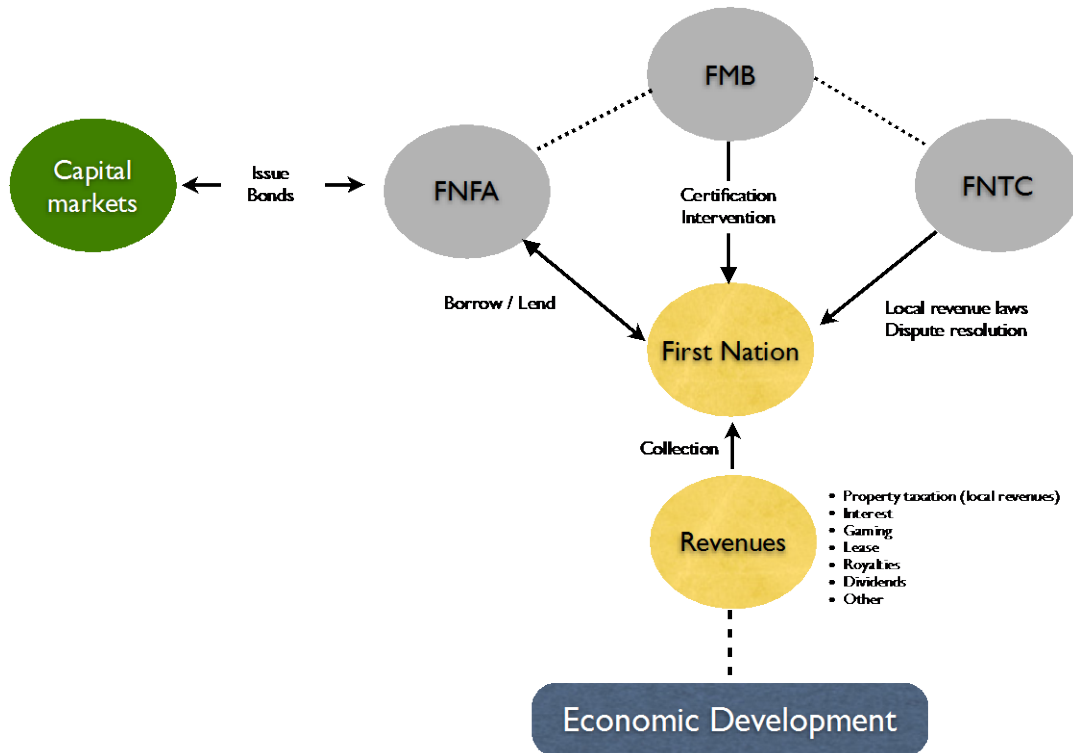 FMB
Capital
markets
Issue
Bonds
FNFA
FNTC
Certification
Intervention
Borrow / Lend
Local revenue laws
Dispute resolution
First Nation
Collection
Revenues
• Property taxation (local revenues)
• Interest
• Gaming
• Lease
• Royalties
• Dividends
• Other
Economic Development